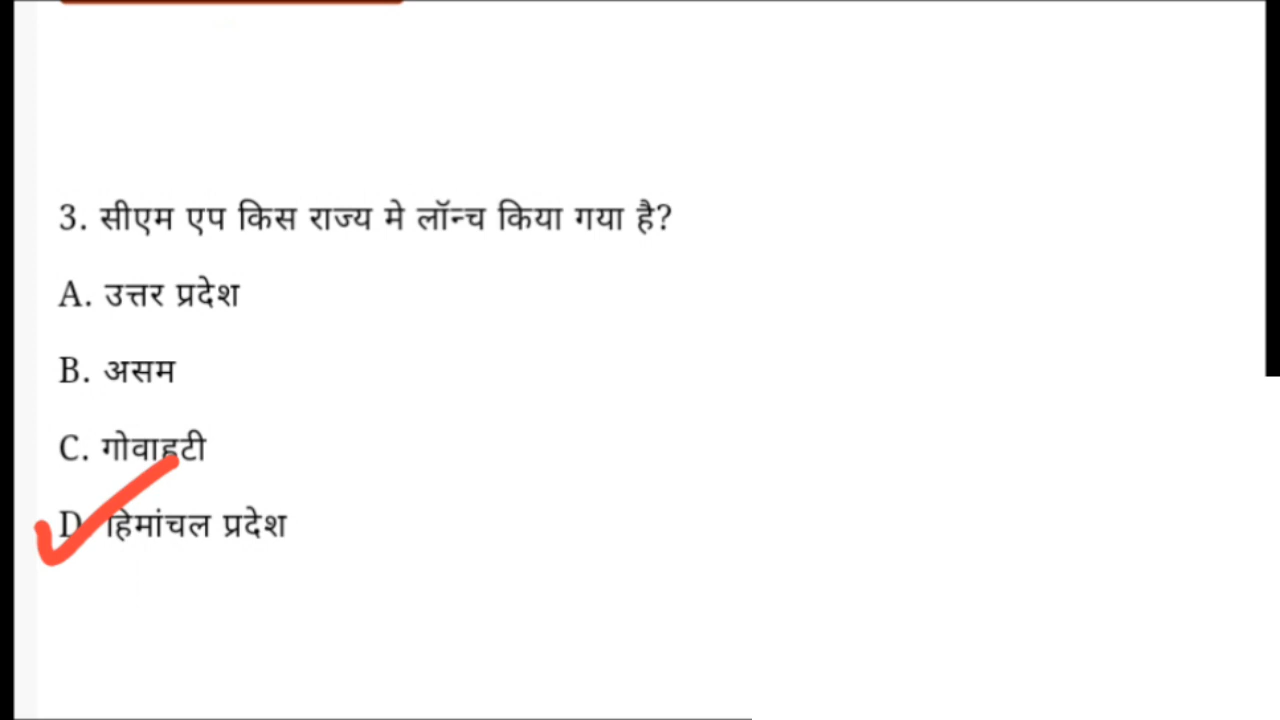 3. सीएम एप किस राज्य मे लॉन्च किया गया है?
A. उत्तर प्रदेश
B. असम
C. गोवाहटी
D. हिमांचल प्रदेश